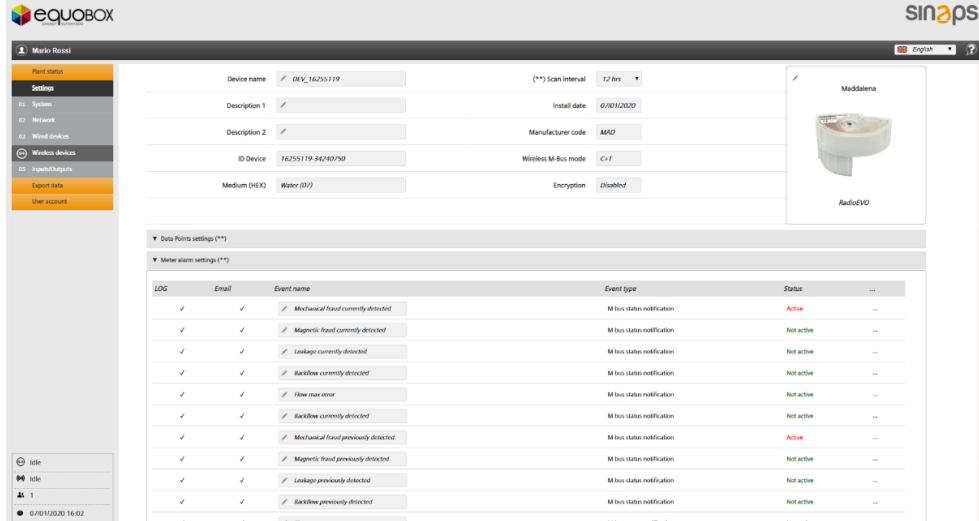 equobox
sinaps
Mario Rossi
English
Plant status
Settings
01 System
02 Network
03 Wired devices
Wireless devices
05 Inputs/Outputs
Export data
User account
Device name DEV_16255119 (**) Scan interval 12 hrs
Description 1 Install date 07/01/2020
Description 2 Manufacturer code MAD
ID Device 16255119-34240750 Wireless M-Bus mode C+T
Medium (HEX) Water (07) Encryption Disabled
Maddalena
RadioEVO
▼ Data Points settings (**)
▼ Meter alarm settings (**)
LOG Email Event name Event type Status ...
✓ ✓ Mechanical fraud currently detected M-bus status notification Active ...
✓ ✓ Magnetic fraud currently detected M-bus status notification Not active ...
✓ ✓ Leakage currently detected M-bus status notification Not active ...
✓ ✓ Backflow currently detected M-bus status notification Not active ...
✓ ✓ Flow max error M-bus status notification Not active ...
✓ ✓ Backflow currently detected M-bus status notification Not active ...
✓ ✓ Mechanical fraud previously detected M-bus status notification Active ...
✓ ✓ Magnetic fraud previously detected M-bus status notification Not active ...
✓ ✓ Leakage previously detected M-bus status notification Not active ...
✓ ✓ Backflow previously detected M-bus status notification Not active ...
Idle
Idle
1
07/01/2020 16:02